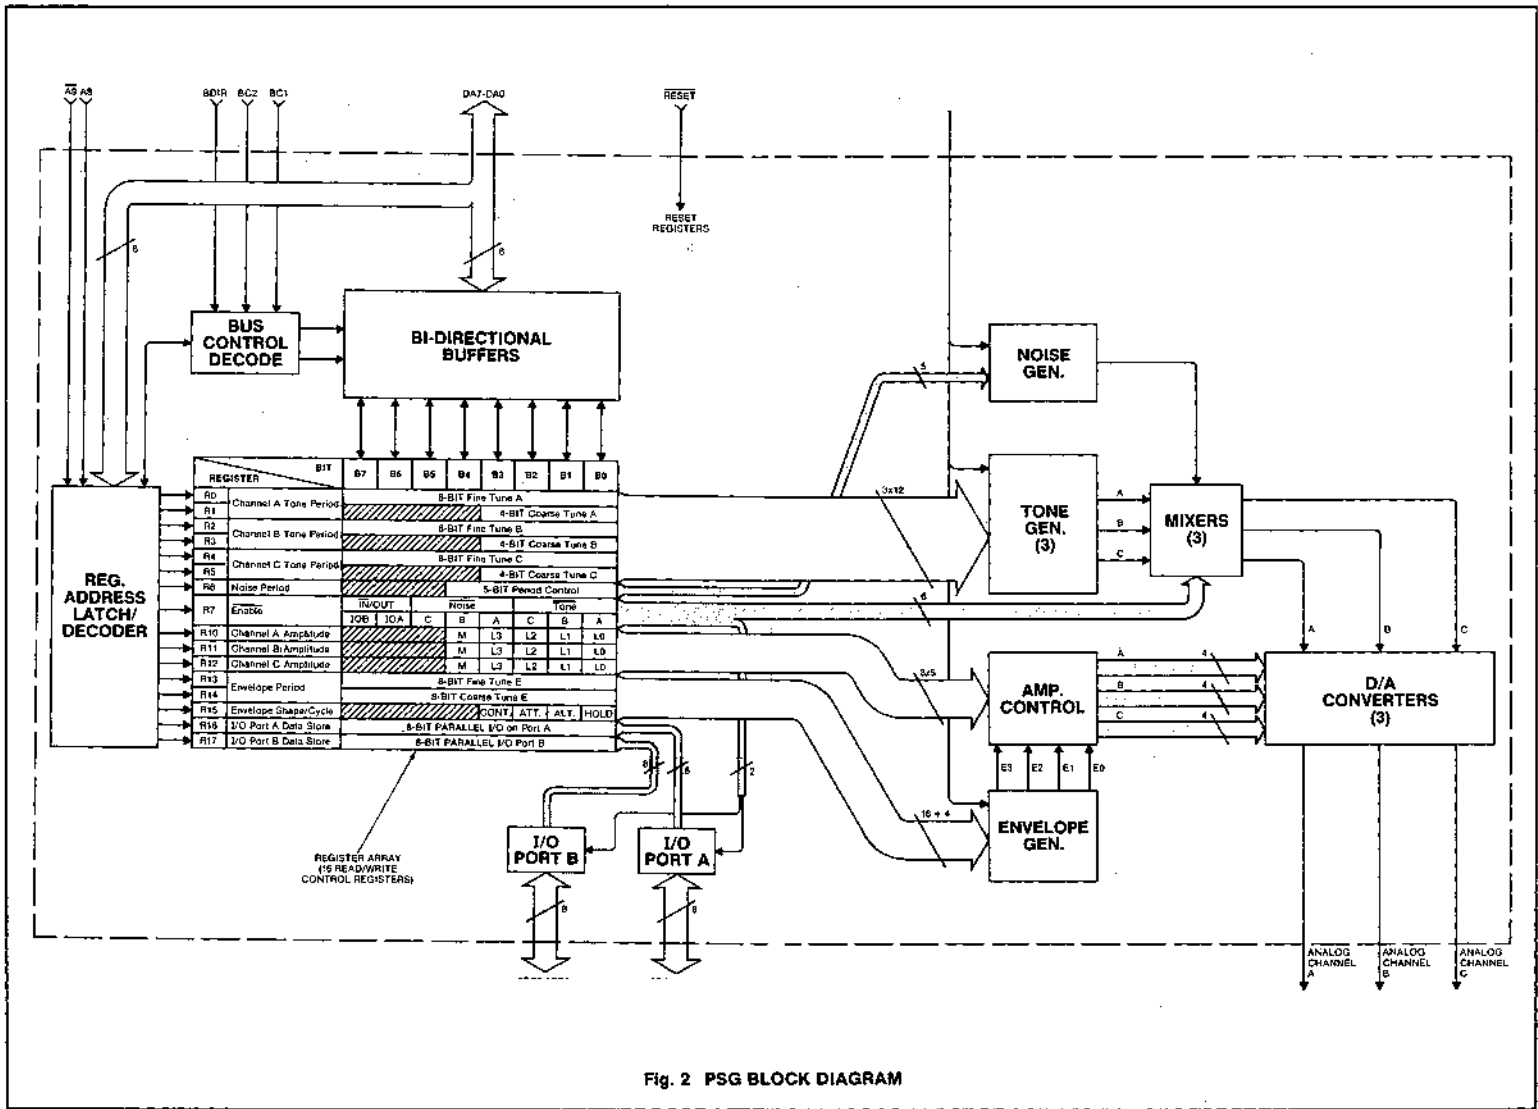 A9 A8
BDIR BC2 BC1
DA7-DA0
RESET
RESET
REGISTERS
8
8
BUS
CONTROL
DECODE
BI-DIRECTIONAL
BUFFERS
NOISE
GEN.
5
REGISTER BIT B7 B6 B5 B4 B3 B2 B1 B0
R0 Channel A Tone Period 8-BIT Fine Tune A
R1 4-BIT Coarse Tune A
R2 Channel B Tone Period 8-BIT Fine Tune B
R3 4-BIT Coarse Tune B
R4 Channel C Tone Period 8-BIT Fine Tune C
R5 4-BIT Coarse Tune C
R6 Noise Period 5-BIT Period Control
R7 Enable IN/OUT Noise Tone
IOB IOA C B A C B A
R10 Channel A Amplitude M L3 L2 L1 L0
R11 Channel B Amplitude M L3 L2 L1 L0
R12 Channel C Amplitude M L3 L2 L1 L0
R13 Envelope Period 8-BIT Fine Tune E
R14 8-BIT Coarse Tune E
R15 Envelope Shape/Cycle CONT. ATT. ALT. HOLD
R16 I/O Port A Data Store 8-BIT PARALLEL I/O on Port A
R17 I/O Port B Data Store 8-BIT PARALLEL I/O Port B
REG.
ADDRESS
LATCH/
DECODER
3x12
TONE
GEN.
(3)
A
B
C
MIXERS
(3)
6
A B C
3/5
AMP.
CONTROL
A 4
B 4
C 4
D/A
CONVERTERS
(3)
E3 E2 E1 E0
16 + 4
ENVELOPE
GEN.
8 8 2
I/O
PORT B
I/O
PORT A
8 8
REGISTER ARRAY
(16 READ/WRITE
CONTROL REGISTERS)
ANALOG
CHANNEL
A
ANALOG
CHANNEL
B
ANALOG
CHANNEL
C
Fig. 2 PSG BLOCK DIAGRAM